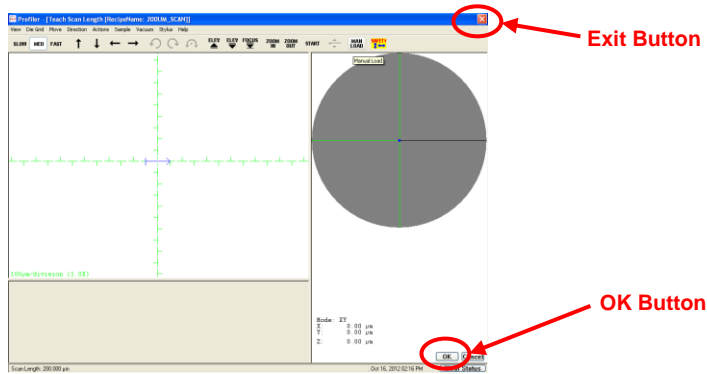 Profiler - [Teach Scan Length [RecipeName: 200UM_SCAN]]
View Die Grid Move Direction Actions Sample Vacuum Stylus Help
SLOW MED FAST ELEV ELEV FOCUS ZOOM IN ZOOM OUT START MAN LOAD SAFETY
Manual Load
Exit Button
100um/division (1.0X)
Mode: XY
X: 0.00 µm
Y: 0.00 µm
Z: 0.00 µm
OK Button
OK Cancel
Scan Length: 200.000 µm Oct 16, 2012 02:16 PM Status